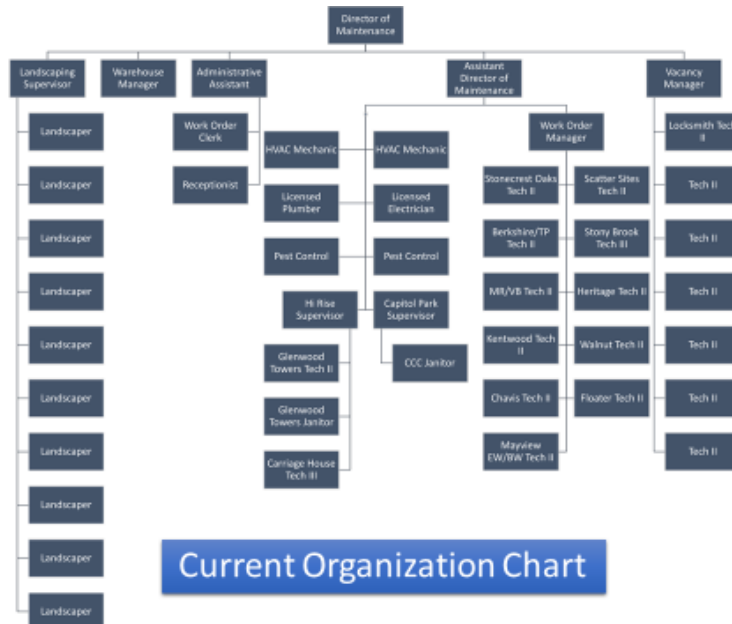 Director of
Maintenance
Landscaping
Supervisor
Warehouse
Manager
Administrative
Assistant
Assistant
Director of
Maintenance
Vacancy
Manager
Landscaper
Landscaper
Landscaper
Landscaper
Landscaper
Landscaper
Landscaper
Landscaper
Landscaper
Landscaper
Work Order
Clerk
Receptionist
HVAC Mechanic
HVAC Mechanic
Licensed
Plumber
Licensed
Electrician
Pest Control
Pest Control
Hi Rise
Supervisor
Capitol Park
Supervisor
Glenwood
Towers Tech II
Glenwood
Towers Janitor
Carriage House
Tech III
CCC Janitor
Work Order
Manager
Stonecrest Oaks
Tech II
Scatter Sites
Tech II
Berkshire/TP
Tech II
Stony Brook
Tech III
MR/VB Tech II
Heritage Tech II
Kentwood Tech
II
Walnut Tech II
Chavis Tech II
Floater Tech II
Mayview
EW/BW Tech II
Locksmith Tech
II
Tech II
Tech II
Tech II
Tech II
Tech II
Tech II
Current Organization Chart